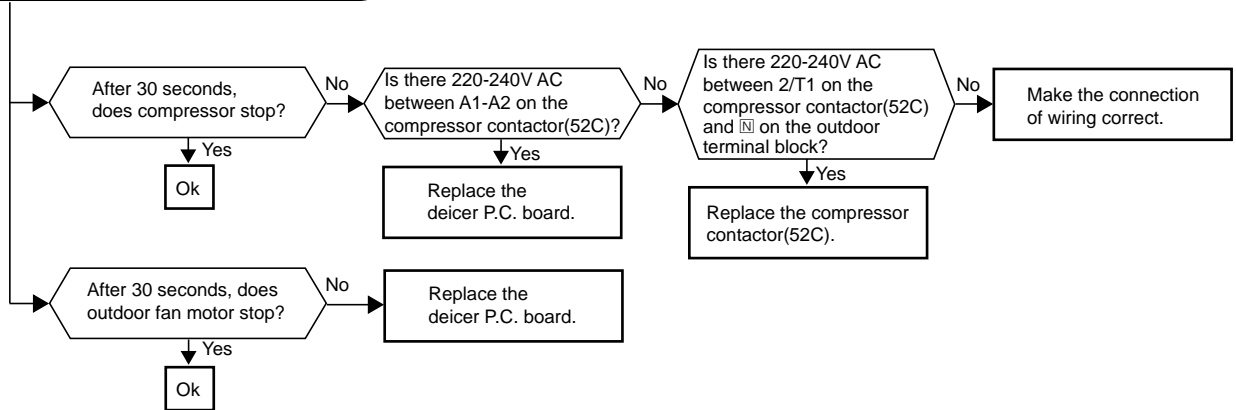 After 30 seconds,
does compressor stop?
No
Yes
Ok
Is there 220-240V AC
between A1-A2 on the
compressor contactor(52C)?
No
Yes
Replace the
deicer P.C. board.
Is there 220-240V AC
between 2/T1 on the
compressor contactor(52C)
and N on the outdoor
terminal block?
No
Yes
Replace the compressor
contactor(52C).
Make the connection
of wiring correct.
After 30 seconds, does
outdoor fan motor stop?
No
Yes
Ok
Replace the
deicer P.C. board.